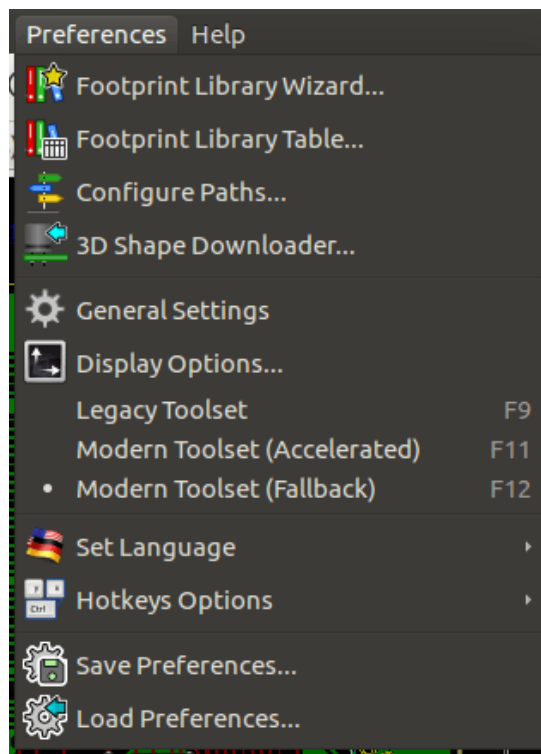 Preferences Help
Footprint Library Wizard...
Footprint Library Table...
Configure Paths...
3D Shape Downloader...
General Settings
Display Options...
Legacy Toolset F9
Modern Toolset (Accelerated) F11
Modern Toolset (Fallback) F12
Set Language
Hotkeys Options
Save Preferences...
Load Preferences...